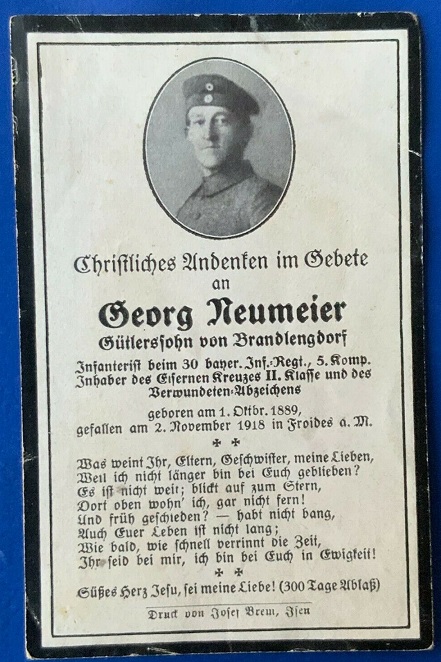 Christliches Andenken im Gebete
an
Georg Neumeier
Gütlerssohn von Brandlengdorf
Infanterist beim 30 bayer. Inf.-Regt., 5. Komp.
Inhaber des Eisernen Kreuzes II. Klasse und des
Verwundeten-Abzeichens
geboren am 1. Oktbr. 1889,
gefallen am 2. November 1918 in Froides a. M.
Was weint Ihr, Eltern, Geschwister, meine Lieben,
Weil ich nicht länger bin bei Euch geblieben?
Es ist nicht weit; blickt auf zum Stern,
Dort oben wohn' ich, gar nicht fern!
Und früh geschieden? — habt nicht bang,
Auch Euer Leben ist nicht lang;
Wie bald, wie schnell verrinnt die Zeit,
Ihr seid bei mir, ich bin bei Euch in Ewigkeit!
Süßes Herz Jesu, sei meine Liebe! (300 Tage Ablaß)
Druck von Josef Brem, Isen